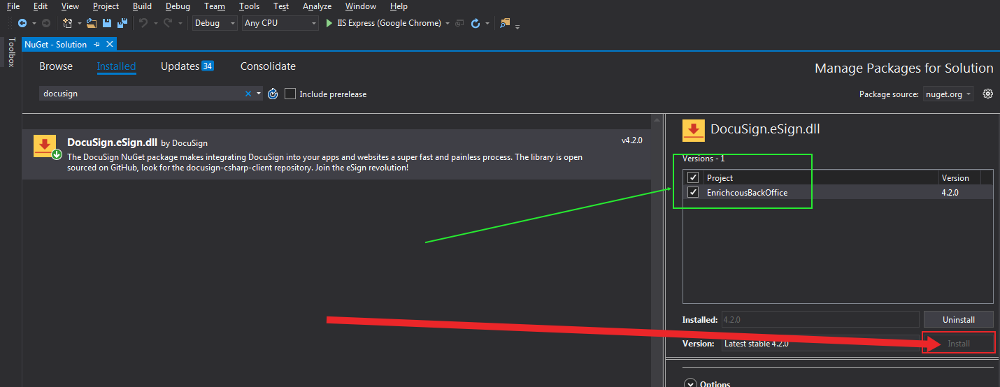 File Edit View Project Build Debug Team Tools Test Analyze Window Help
Debug Any CPU IIS Express (Google Chrome)
Toolbox
NuGet - Solution
Browse Installed Updates 34 Consolidate
Manage Packages for Solution
docusign Include prerelease
Package source: nuget.org
DocuSign.eSign.dll by DocuSign v4.2.0
The DocuSign NuGet package makes integrating DocuSign into your apps and websites a super fast and painless process. The library is open
sourced on GitHub, look for the docusign-csharp-client repository. Join the eSign revolution!
DocuSign.eSign.dll
Versions - 1
Project Version
EnrichcousBackOffice 4.2.0
Installed: 4.2.0 Uninstall
Version: Latest stable 4.2.0 Install
Options